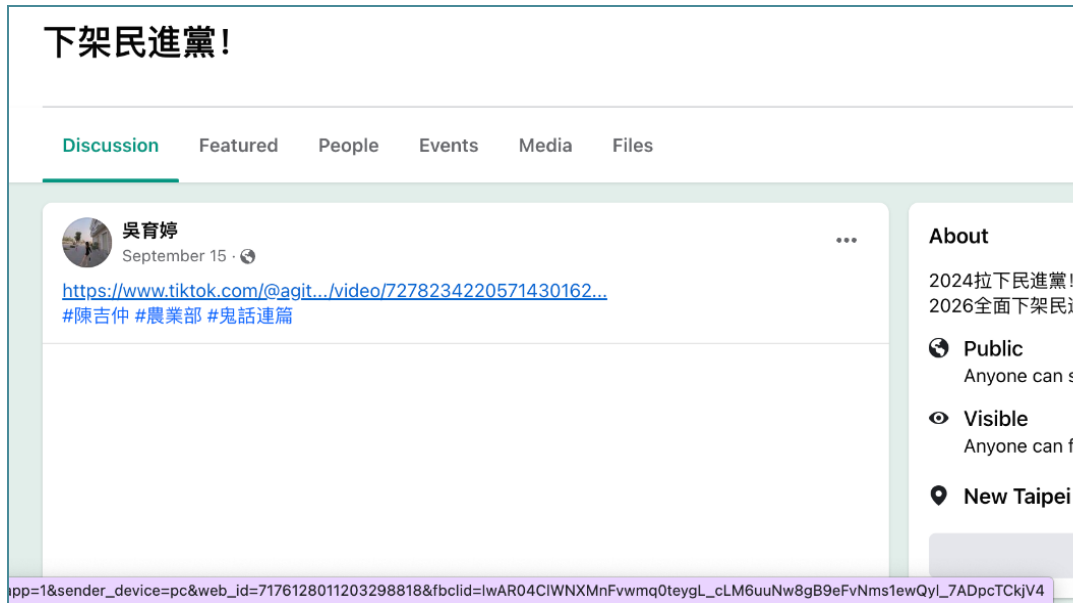 下架民進黨!
Discussion Featured People Events Media Files
吳育婷
September 15 ·
https://www.tiktok.com/@agit.../video/7278234220571430162...
#陳吉仲 #農業部 #鬼話連篇
About
2024拉下民進黨!
2026全面下架民
Public
Anyone can s
Visible
Anyone can f
New Taipei
app=1&sender_device=pc&web_id=7176128011203298818&fbclid=IwAR04ClWNXMnFvwmq0teygL_cLM6uuNw8gB9eFvNms1ewQyl_7ADpcTCkjV4